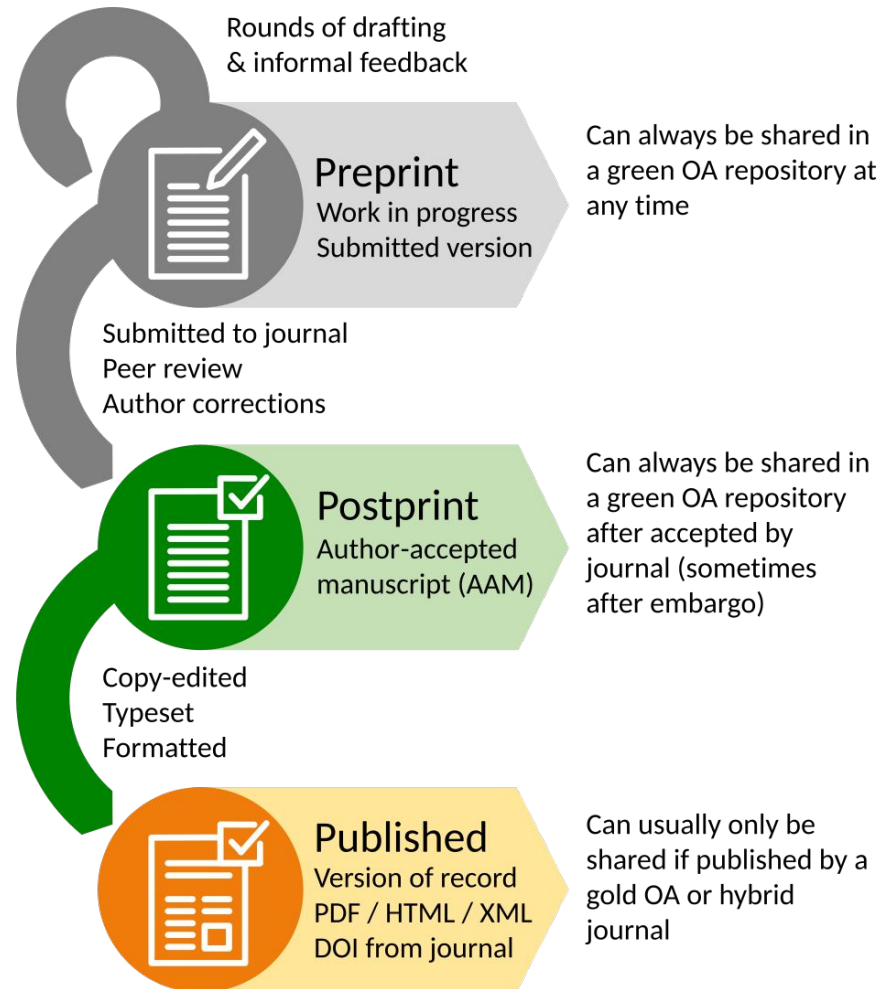 Rounds of drafting
& informal feedback
Preprint
Work in progress
Submitted version
Can always be shared in
a green OA repository at
any time
Submitted to journal
Peer review
Author corrections
Postprint
Author-accepted
manuscript (AAM)
Can always be shared in
a green OA repository
after accepted by
journal (sometimes
after embargo)
Copy-edited
Typeset
Formatted
Published
Version of record
PDF / HTML / XML
DOI from journal
Can usually only be
shared if published by a
gold OA or hybrid
journal